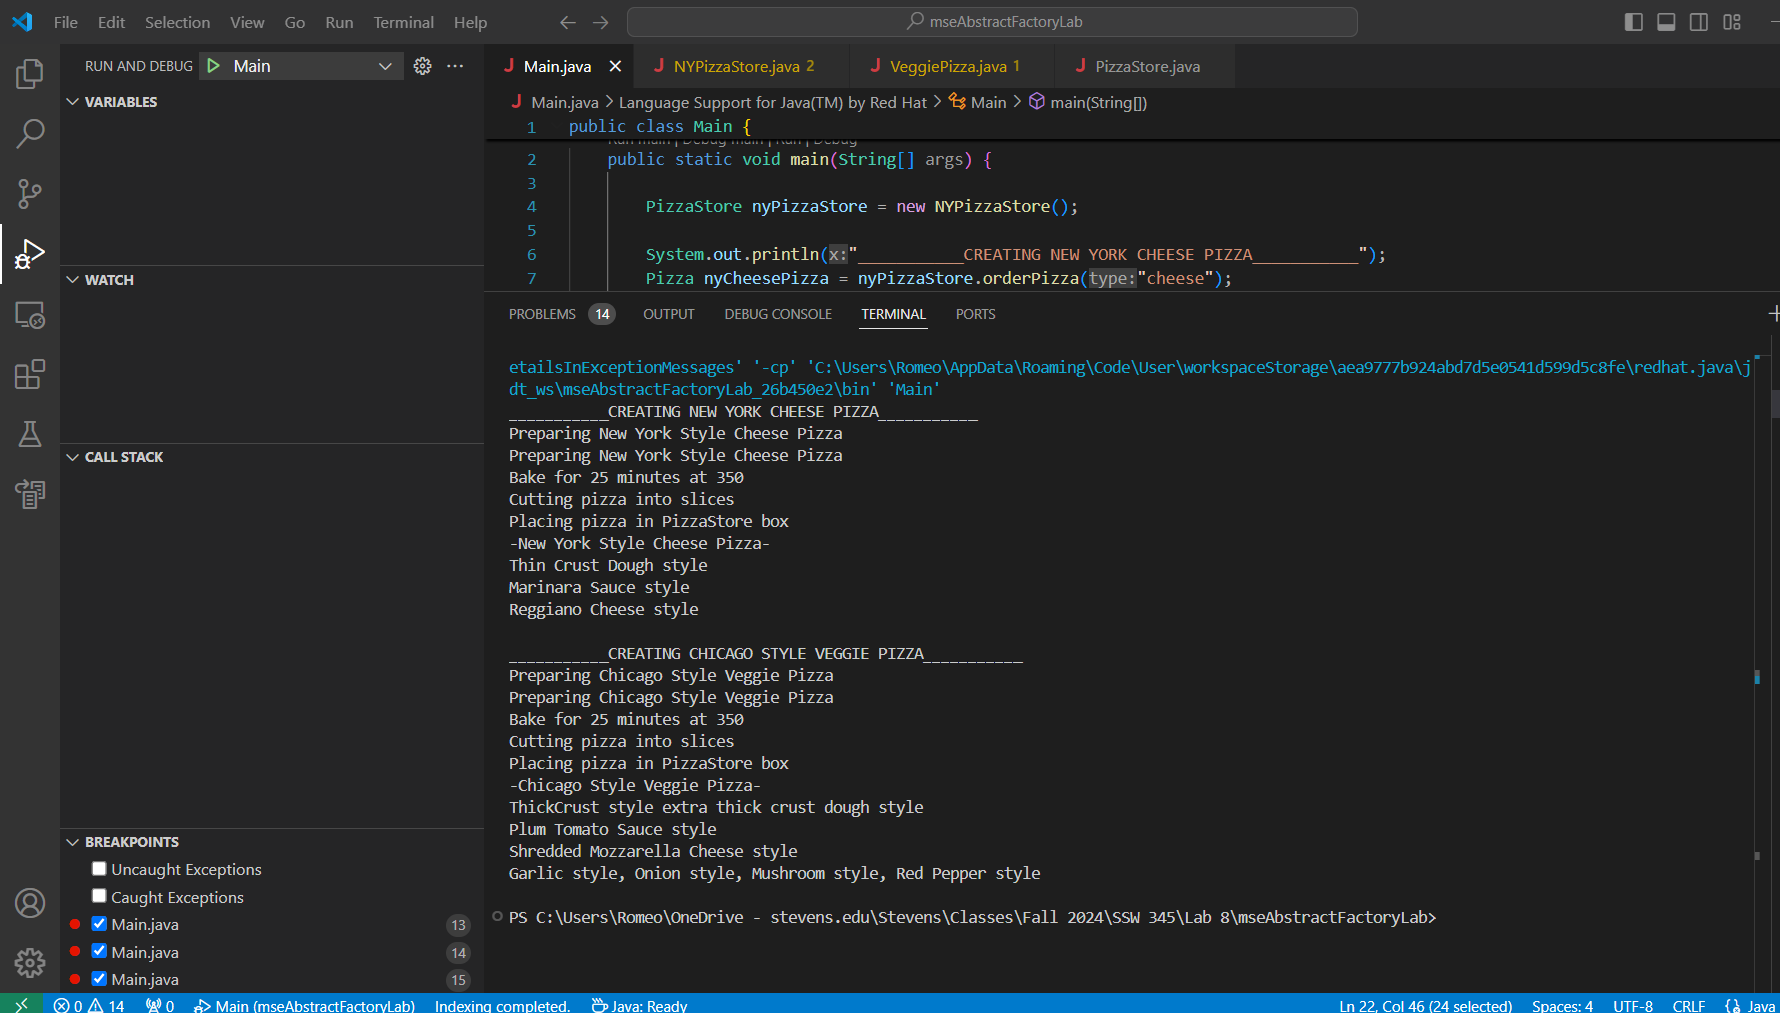 File Edit Selection View Go Run Terminal Help
mseAbstractFactoryLab
RUN AND DEBUG Main
VARIABLES
WATCH
CALL STACK
BREAKPOINTS
Uncaught Exceptions
Caught Exceptions
Main.java 13
Main.java 14
Main.java 15
Main.java NYPizzaStore.java 2 VeggiePizza.java 1 PizzaStore.java
Main.java > Language Support for Java(TM) by Red Hat > Main > main(String[])
1 public class Main {
Run main | Debug main | Run | Debug
2 public static void main(String[] args) {
3
4 PizzaStore nyPizzaStore = new NYPizzaStore();
5
6 System.out.println(x:"___________CREATING NEW YORK CHEESE PIZZA___________");
7 Pizza nyCheesePizza = nyPizzaStore.orderPizza(type:"cheese");
PROBLEMS 14 OUTPUT DEBUG CONSOLE TERMINAL PORTS
etailsInExceptionMessages' '-cp' 'C:\Users\Romeo\AppData\Roaming\Code\User\workspaceStorage\aea9777b924abd7d5e0541d599d5c8fe\redhat.java\j
dt_ws\mseAbstractFactoryLab_26b450e2\bin' 'Main'
___________CREATING NEW YORK CHEESE PIZZA___________
Preparing New York Style Cheese Pizza
Preparing New York Style Cheese Pizza
Bake for 25 minutes at 350
Cutting pizza into slices
Placing pizza in PizzaStore box
-New York Style Cheese Pizza-
Thin Crust Dough style
Marinara Sauce style
Reggiano Cheese style
___________CREATING CHICAGO STYLE VEGGIE PIZZA___________
Preparing Chicago Style Veggie Pizza
Preparing Chicago Style Veggie Pizza
Bake for 25 minutes at 350
Cutting pizza into slices
Placing pizza in PizzaStore box
-Chicago Style Veggie Pizza-
ThickCrust style extra thick crust dough style
Plum Tomato Sauce style
Shredded Mozzarella Cheese style
Garlic style, Onion style, Mushroom style, Red Pepper style
PS C:\Users\Romeo\OneDrive - stevens.edu\Stevens\Classes\Fall 2024\SSW 345\Lab 8\mseAbstractFactoryLab>
0 14 0 Main (mseAbstractFactoryLab) Indexing completed. Java: Ready Ln 22, Col 46 (24 selected) Spaces: 4 UTF-8 CRLF Java